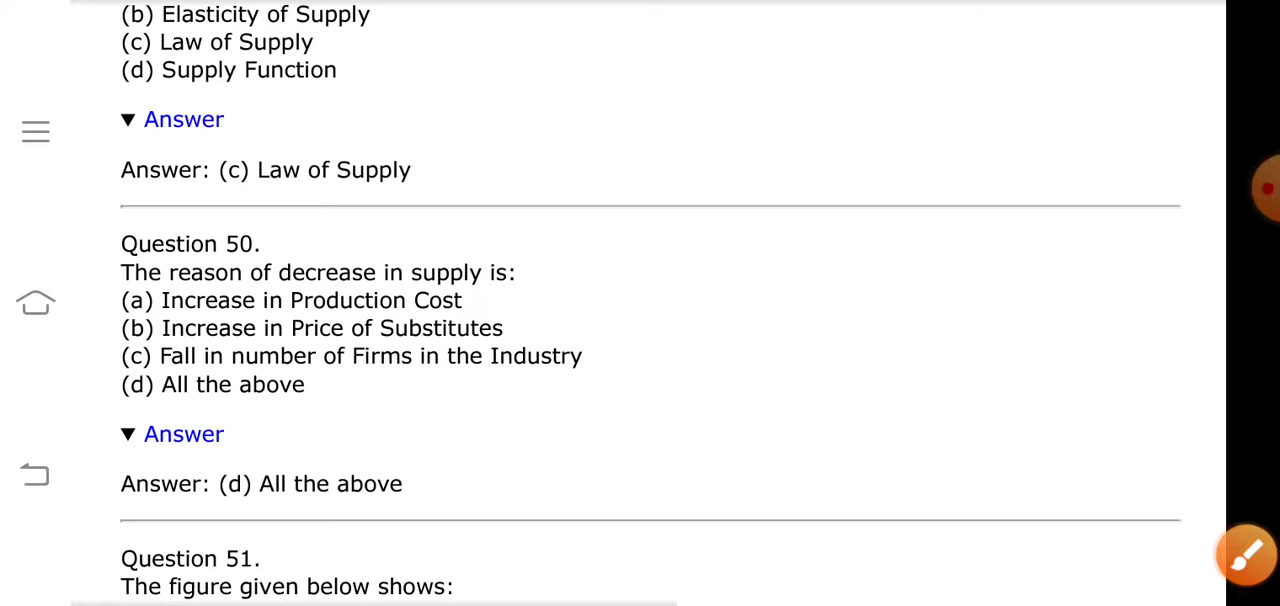 (b) Elasticity of Supply
(c) Law of Supply
(d) Supply Function
▼ Answer
Answer: (c) Law of Supply
Question 50.
The reason of decrease in supply is:
(a) Increase in Production Cost
(b) Increase in Price of Substitutes
(c) Fall in number of Firms in the Industry
(d) All the above
▼ Answer
Answer: (d) All the above
Question 51.
The figure given below shows: